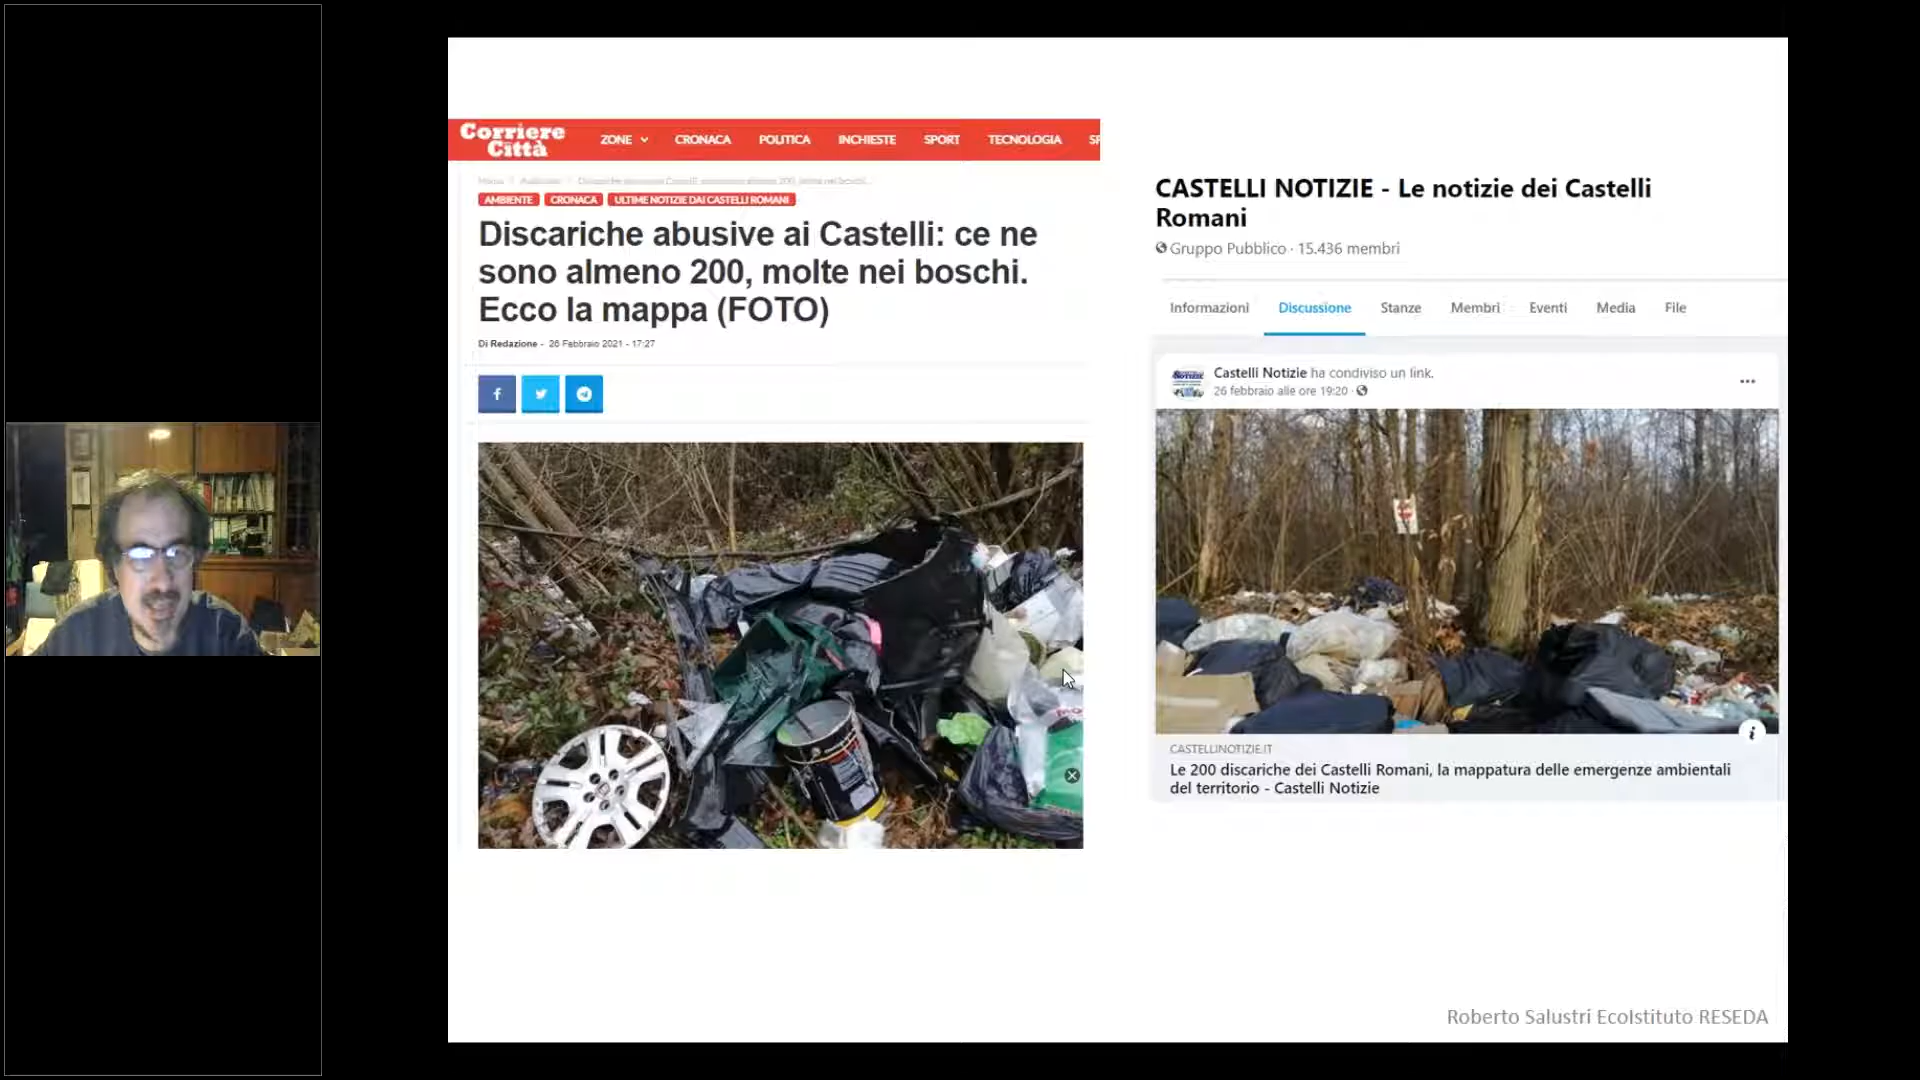 Corriere
Città
ZONE
CRONACA
POLITICA
INCHIESTE
SPORT
TECNOLOGIA
SP
AMBIENTE
CRONACA
ULTIME NOTIZIE DAI CASTELLI ROMANI
Discariche abusive ai Castelli: ce ne
sono almeno 200, molte nei boschi.
Ecco la mappa (FOTO)
Di Redazione - 26 Febbraio 2021 - 17:27
CASTELLI NOTIZIE - Le notizie dei Castelli
Romani
Gruppo Pubblico · 15.436 membri
Informazioni
Discussione
Stanze
Membri
Eventi
Media
File
Castelli Notizie ha condiviso un link.
26 febbraio alle ore 19:20 ·
CASTELLINOTIZIE.IT
Le 200 discariche dei Castelli Romani, la mappatura delle emergenze ambientali
del territorio - Castelli Notizie
Roberto Salustri EcoIstituto RESEDA